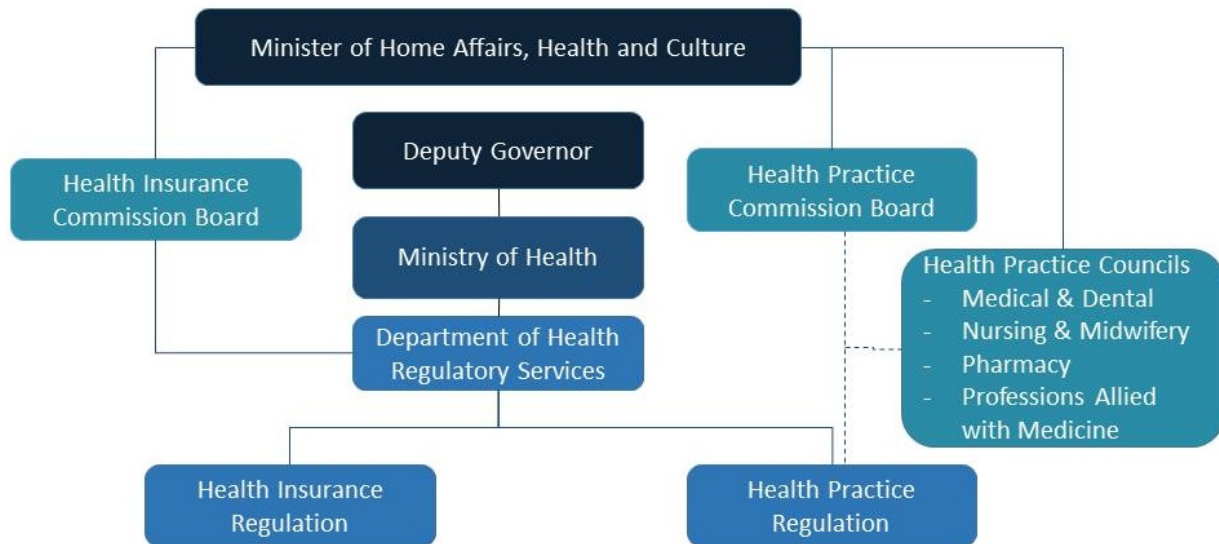 Minister of Home Affairs, Health and Culture
Deputy Governor
Health Insurance
Commission Board
Health Practice
Commission Board
Ministry of Health
Health Practice Councils
- Medical & Dental
- Nursing & Midwifery
- Pharmacy
- Professions Allied
with Medicine
Department of Health
Regulatory Services
Health Insurance
Regulation
Health Practice
Regulation